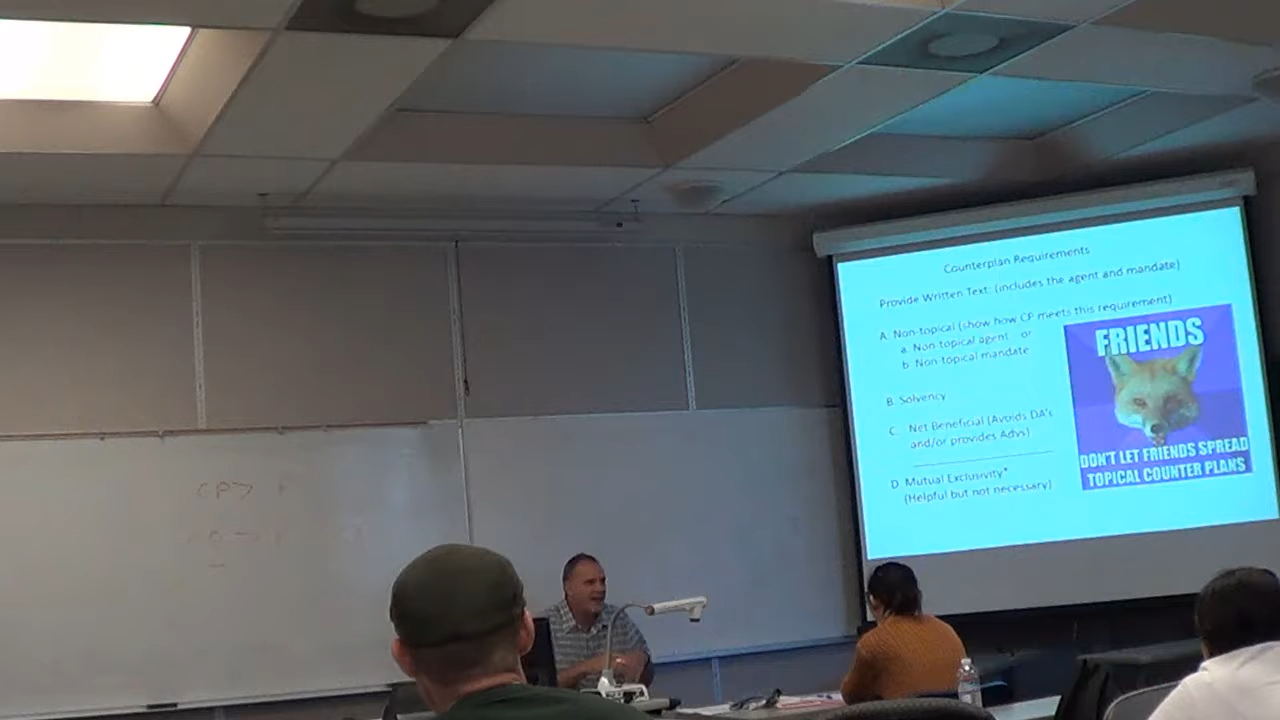 Counterplan Requirements
Provide Written Text: (includes the agent and mandate)
A. Non-topical (show how CP meets this requirement)
a. Non topical agent or
b. Non topical mandate
B. Solvency
C. Net Beneficial (Avoids DA's
and/or provides Advs)
D. Mutual Exclusivity*
(Helpful but not necessary)
FRIENDS
DON'T LET FRIENDS SPREAD
TOPICAL COUNTER PLANS
CP>